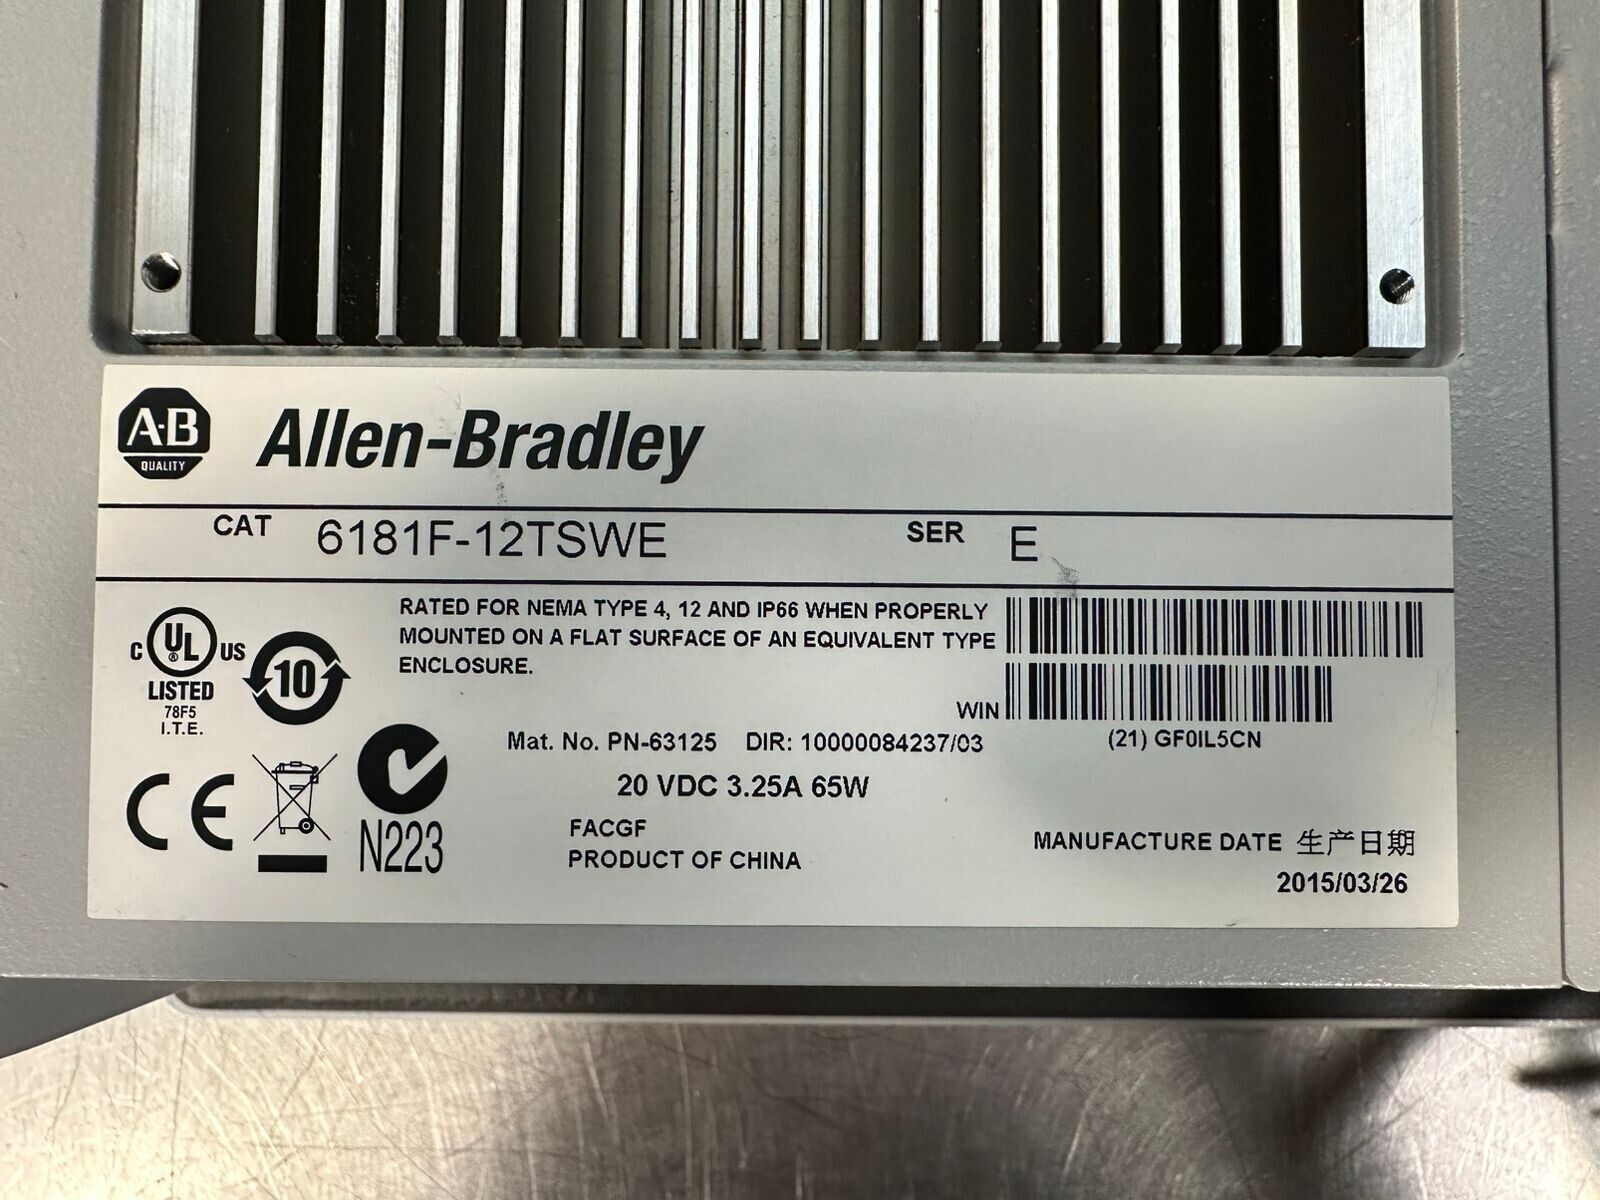 A-B
QUALITY
Allen-Bradley
CAT 6181F-12TSWE SER E
RATED FOR NEMA TYPE 4, 12 AND IP66 WHEN PROPERLY
MOUNTED ON A FLAT SURFACE OF AN EQUIVALENT TYPE
ENCLOSURE.
C UL ® US
LISTED
78F5
I.T.E.
10
WIN
(21) GF0IL5CN
Mat. No. PN-63125 DIR: 10000084237/03
20 VDC 3.25A 65W
CE
N223
FACGF
PRODUCT OF CHINA
MANUFACTURE DATE 生产日期
2015/03/26